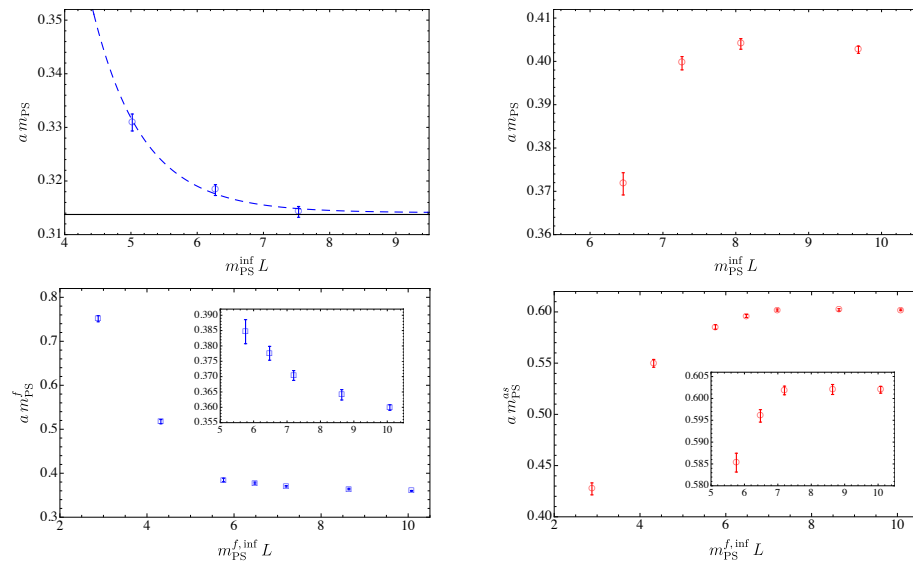 0.35
0.34
0.33
0.32
0.31
a m_PS
4 5 6 7 8 9
m_PS^inf L
0.41
0.40
0.39
0.38
0.37
0.36
a m_PS
6 7 8 9 10
m_PS^inf L
0.8
0.7
0.6
0.5
0.4
0.3
a m_PS^f
2 4 6 8 10
m_PS^{f, inf} L
0.390
0.385
0.380
0.375
0.370
0.365
0.360
0.355
5 6 7 8 9 10
0.60
0.55
0.50
0.45
0.40
a m_PS^{as}
2 4 6 8 10
m_PS^{f, inf} L
0.605
0.600
0.595
0.590
0.585
0.580
5 6 7 8 9 10